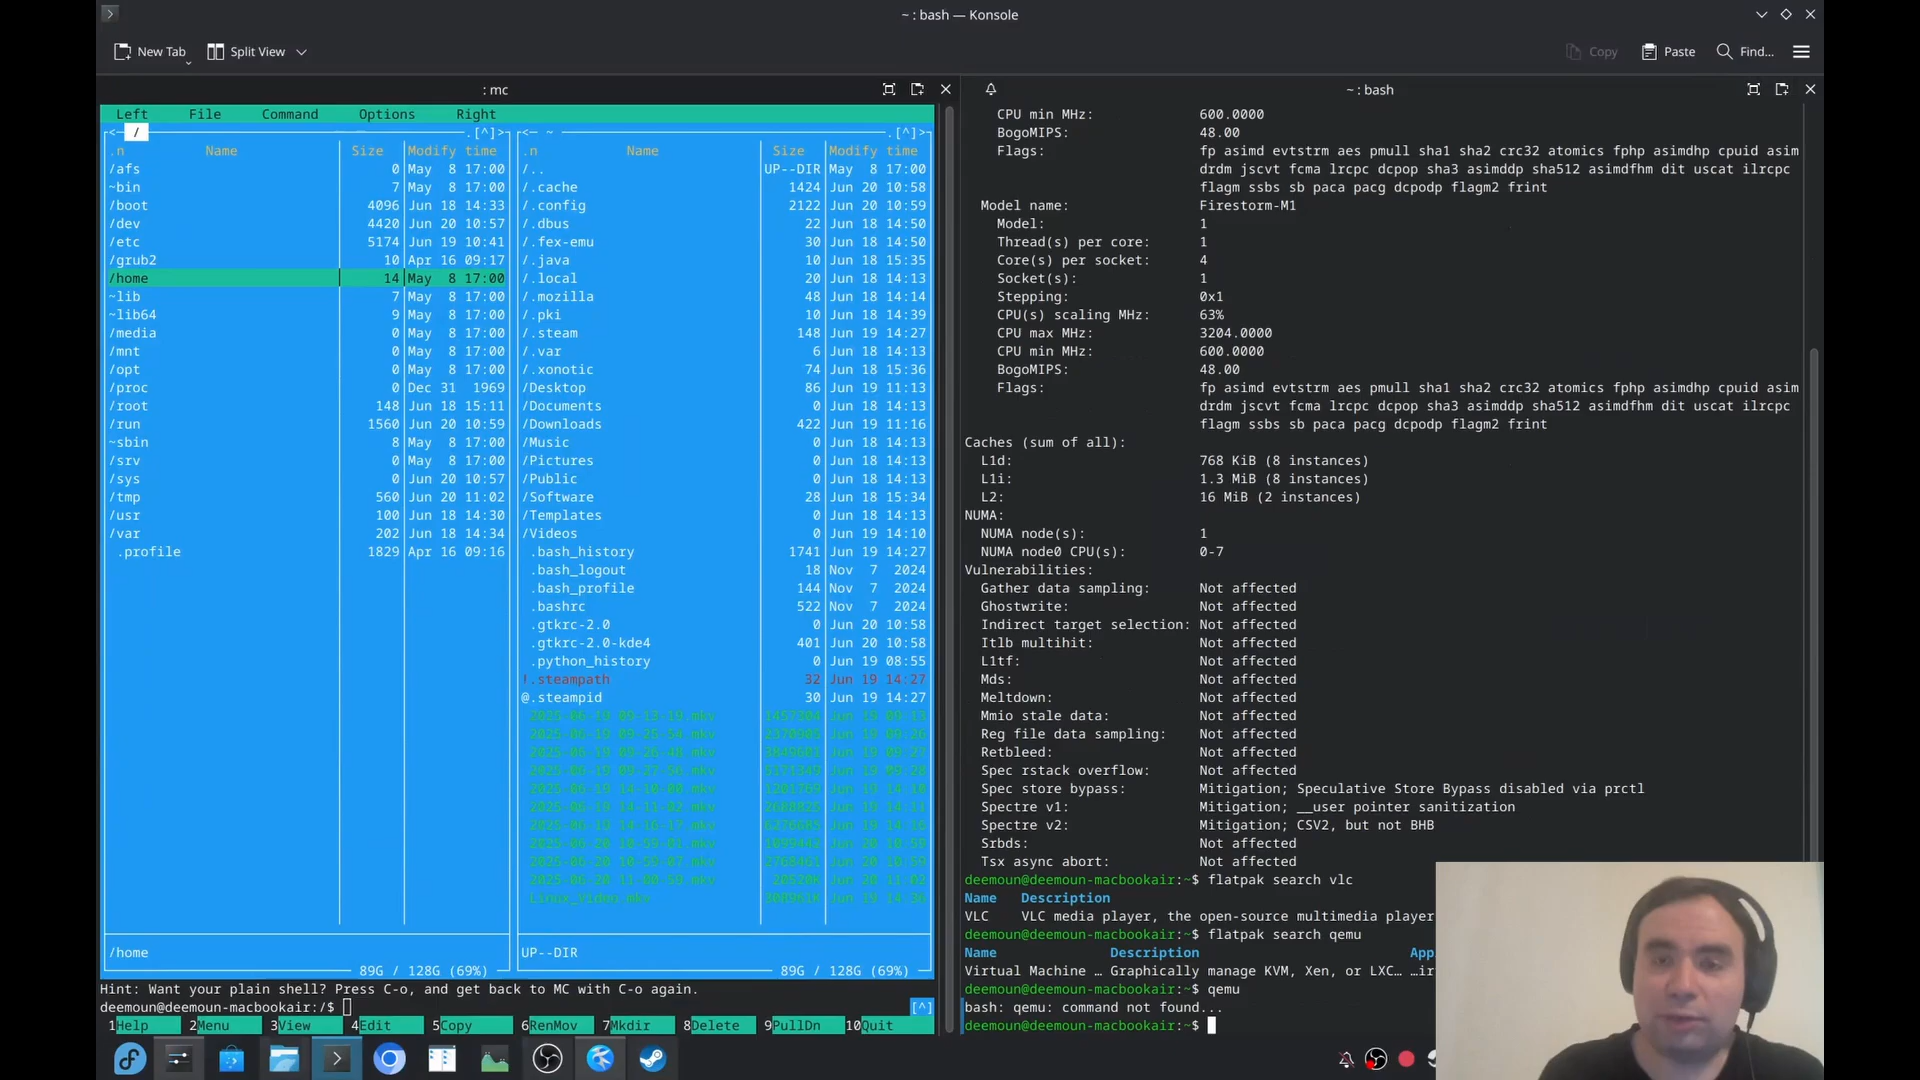 ~ : bash — Konsole
New Tab
Split View
Copy
Paste
Find...
: mc
~ : bash
Left File Command Options Right
<— / .[^]>
.n Name Size Modify time
/afs 0 May 8 17:00
~bin 7 May 8 17:00
/boot 4096 Jun 18 14:33
/dev 4420 Jun 20 10:57
/etc 5174 Jun 19 10:41
/grub2 10 Apr 16 09:17
/home 14 May 8 17:00
~lib 7 May 8 17:00
~lib64 9 May 8 17:00
/media 0 May 8 17:00
/mnt 0 May 8 17:00
/opt 0 May 8 17:00
/proc 0 Dec 31 1969
/root 148 Jun 18 15:11
/run 1560 Jun 20 10:59
~sbin 8 May 8 17:00
/srv 0 May 8 17:00
/sys 0 Jun 20 10:57
/tmp 560 Jun 20 11:02
/usr 100 Jun 18 14:30
/var 202 Jun 18 14:34
.profile 1829 Apr 16 09:16
/home
89G / 128G (69%)
<— ~ .[^]>
.n Name Size Modify time
/.. UP--DIR May 8 17:00
/.cache 1424 Jun 20 10:58
/.config 2122 Jun 20 10:59
/.dbus 22 Jun 18 14:50
/.fex-emu 30 Jun 18 14:50
/.java 10 Jun 18 15:35
/.local 20 Jun 18 14:13
/.mozilla 48 Jun 18 14:14
/.pki 10 Jun 18 14:39
/.steam 148 Jun 19 14:27
/.var 6 Jun 18 14:13
/.xonotic 74 Jun 18 15:36
/Desktop 86 Jun 19 11:13
/Documents 0 Jun 18 14:13
/Downloads 422 Jun 19 11:16
/Music 0 Jun 18 14:13
/Pictures 0 Jun 18 14:13
/Public 0 Jun 18 14:13
/Software 28 Jun 18 15:34
/Templates 0 Jun 18 14:13
/Videos 0 Jun 19 14:10
.bash_history 1741 Jun 19 14:27
.bash_logout 18 Nov 7 2024
.bash_profile 144 Nov 7 2024
.bashrc 522 Nov 7 2024
.gtkrc-2.0 0 Jun 20 10:58
.gtkrc-2.0-kde4 401 Jun 20 10:58
.python_history 0 Jun 19 08:55
!.steampath 32 Jun 19 14:27
@.steampid 30 Jun 19 14:27
UP--DIR
89G / 128G (69%)
Hint: Want your plain shell? Press C-o, and get back to MC with C-o again.
deemoun@deemoun-macbookair:/$
[^]
1Help 2Menu 3View 4Edit 5Copy 6RenMov 7Mkdir 8Delete 9PullDn 10Quit
CPU min MHz: 600.0000
BogoMIPS: 48.00
Flags: fp asimd evtstrm aes pmull sha1 sha2 crc32 atomics fphp asimdhp cpuid asim
drdm jscvt fcma lrcpc dcpop sha3 asimddp sha512 asimdfhm dit uscat ilrcpc
flagm ssbs sb paca pacg dcpodp flagm2 frint
Model name: Firestorm-M1
Model: 1
Thread(s) per core: 1
Core(s) per socket: 4
Socket(s): 1
Stepping: 0x1
CPU(s) scaling MHz: 63%
CPU max MHz: 3204.0000
CPU min MHz: 600.0000
BogoMIPS: 48.00
Flags: fp asimd evtstrm aes pmull sha1 sha2 crc32 atomics fphp asimdhp cpuid asim
drdm jscvt fcma lrcpc dcpop sha3 asimddp sha512 asimdfhm dit uscat ilrcpc
flagm ssbs sb paca pacg dcpodp flagm2 frint
Caches (sum of all):
L1d: 768 KiB (8 instances)
L1i: 1.3 MiB (8 instances)
L2: 16 MiB (2 instances)
NUMA:
NUMA node(s): 1
NUMA node0 CPU(s): 0-7
Vulnerabilities:
Gather data sampling: Not affected
Ghostwrite: Not affected
Indirect target selection: Not affected
Itlb multihit: Not affected
L1tf: Not affected
Mds: Not affected
Meltdown: Not affected
Mmio stale data: Not affected
Reg file data sampling: Not affected
Retbleed: Not affected
Spec rstack overflow: Not affected
Spec store bypass: Mitigation; Speculative Store Bypass disabled via prctl
Spectre v1: Mitigation; __user pointer sanitization
Spectre v2: Mitigation; CSV2, but not BHB
Srbds: Not affected
Tsx async abort: Not affected
deemoun@deemoun-macbookair:~$ flatpak search vlc
Name Description
VLC VLC media player, the open-source multimedia player
deemoun@deemoun-macbookair:~$ flatpak search qemu
Name Description App
Virtual Machine … Graphically manage KVM, Xen, or LXC… …ir
deemoun@deemoun-macbookair:~$ qemu
bash: qemu: command not found...
deemoun@deemoun-macbookair:~$